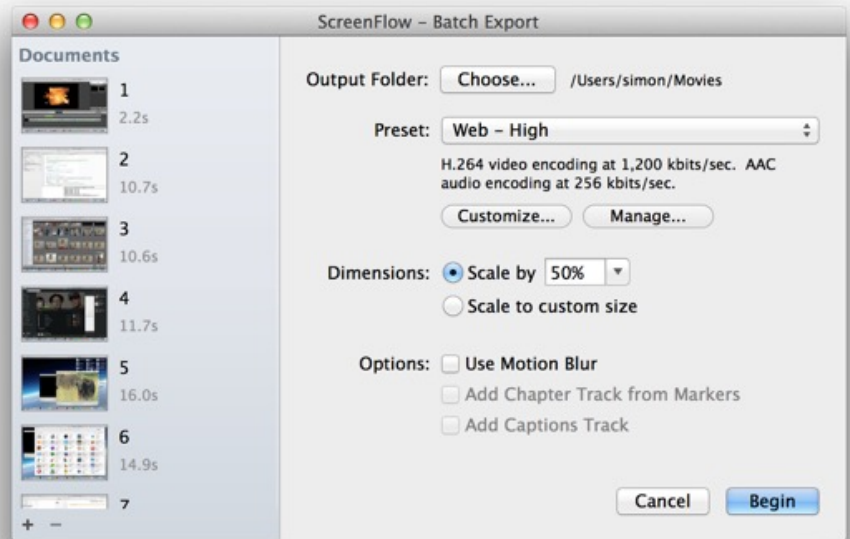 ScreenFlow – Batch Export
Documents
1
2.2s
2
10.7s
3
10.6s
4
11.7s
5
16.0s
6
14.9s
7
+ −
Output Folder: Choose... /Users/simon/Movies
Preset: Web – High
H.264 video encoding at 1,200 kbits/sec. AAC
audio encoding at 256 kbits/sec.
Customize... Manage...
Dimensions: Scale by 50%
Scale to custom size
Options: Use Motion Blur
Add Chapter Track from Markers
Add Captions Track
Cancel Begin